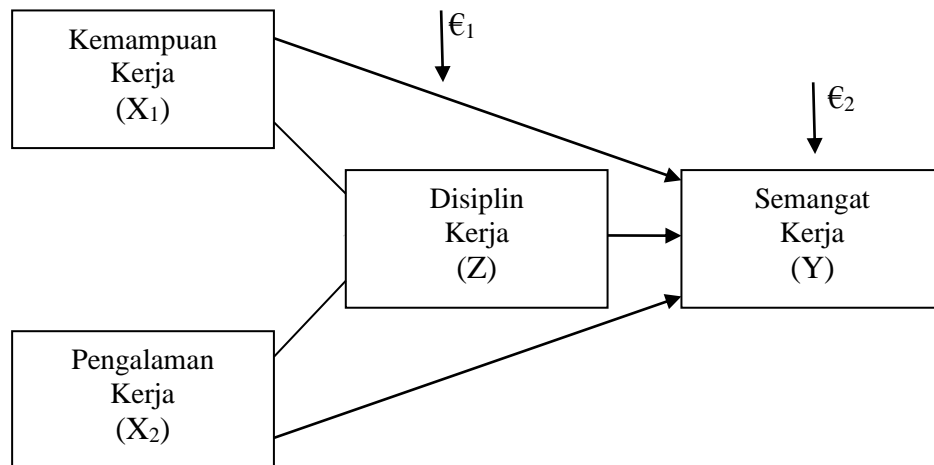 Kemampuan
Kerja
(X₁)
€₁
€₂
Disiplin
Kerja
(Z)
Semangat
Kerja
(Y)
Pengalaman
Kerja
(X₂)